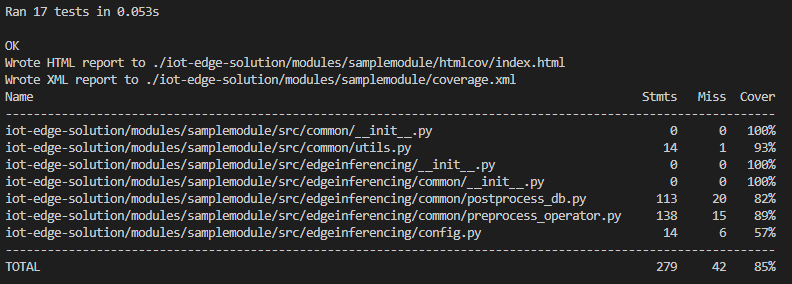 Ran 17 tests in 0.053s
OK
Wrote HTML report to ./iot-edge-solution/modules/samplemodule/htmlcov/index.html
Wrote XML report to ./iot-edge-solution/modules/samplemodule/coverage.xml
Name Stmts Miss Cover
---------------------------------------------------------------------------------------------------------
iot-edge-solution/modules/samplemodule/src/common/__init__.py 0 0 100%
iot-edge-solution/modules/samplemodule/src/common/utils.py 14 1 93%
iot-edge-solution/modules/samplemodule/src/edgeinferencing/__init__.py 0 0 100%
iot-edge-solution/modules/samplemodule/src/edgeinferencing/common/__init__.py 0 0 100%
iot-edge-solution/modules/samplemodule/src/edgeinferencing/common/postprocess_db.py 113 20 82%
iot-edge-solution/modules/samplemodule/src/edgeinferencing/common/preprocess_operator.py 138 15 89%
iot-edge-solution/modules/samplemodule/src/edgeinferencing/config.py 14 6 57%
---------------------------------------------------------------------------------------------------------
TOTAL 279 42 85%